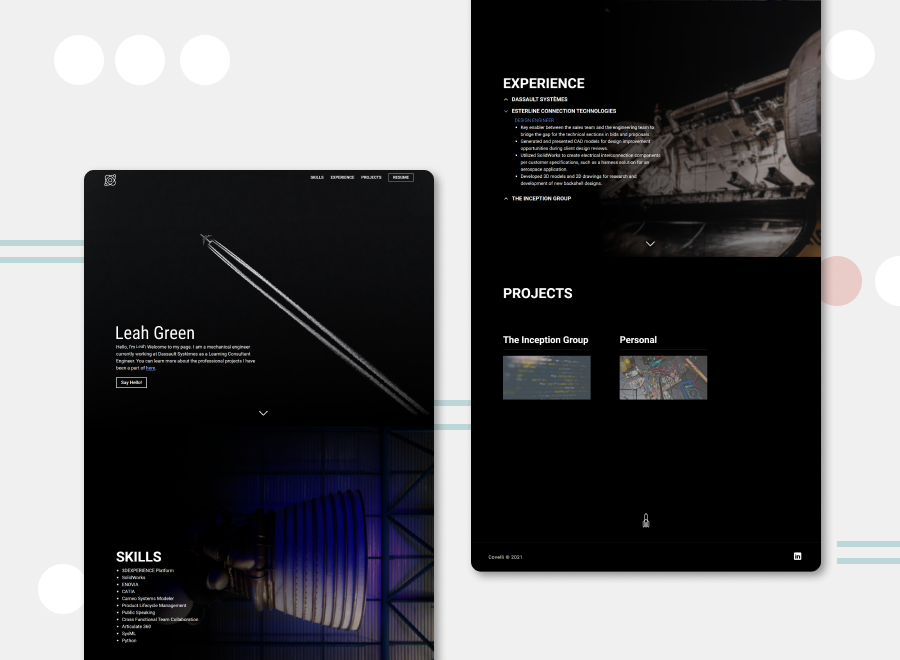 SKILLS EXPERIENCE PROJECTS RESUME
Leah Green
Hello, I'm Leah! Welcome to my page. I am a mechanical engineer
currently working at Dassault Systèmes as a Learning Consultant
Engineer. You can learn more about the professional projects I have
been a part of here.
Say Hello!
SKILLS
3DEXPERIENCE Platform
SolidWorks
ENOVIA
CATIA
Cameo Systems Modeler
Product Lifecycle Management
Public Speaking
Cross Functional Team Collaboration
Articulate 360
SysML
Python
EXPERIENCE
DASSAULT SYSTÈMES
ESTERLINE CONNECTION TECHNOLOGIES
DESIGN ENGINEER
Key enabler between the sales team and the engineering team to
bridge the gap for the technical sections in bids and proposals
Generated and presented CAD models for design improvement
opportunities during client design reviews.
Utilized SolidWorks to create electrical interconnection components
per customer specifications, such as a harness solution for an
aerospace application.
Developed 3D models and 2D drawings for research and
development of new backshell designs.
THE INCEPTION GROUP
PROJECTS
The Inception Group Personal
Covelli © 2021
in